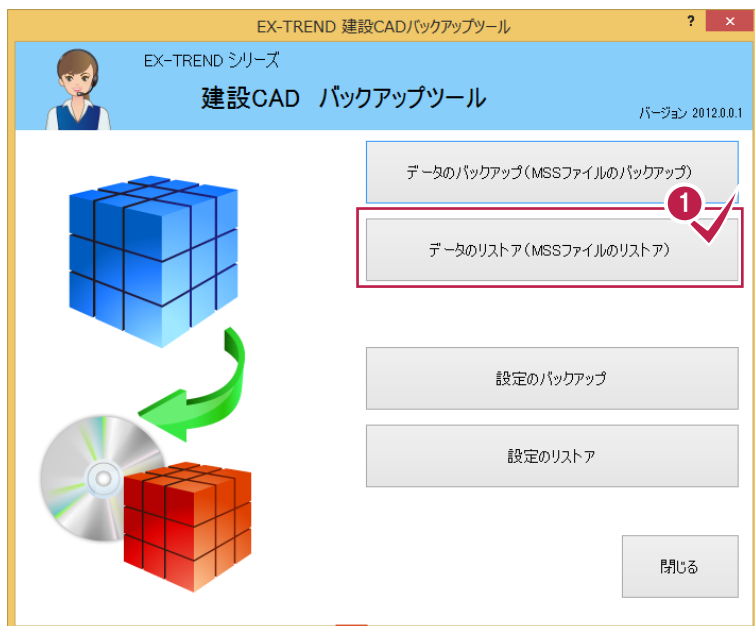 EX-TREND 建設CADバックアップツール
?
×
EX-TREND シリーズ
建設CAD バックアップツール
バージョン 2012.0.0.1
データのバックアップ(MSSファイルのバックアップ)
1
データのリストア(MSSファイルのリストア)
設定のバックアップ
設定のリストア
閉じる